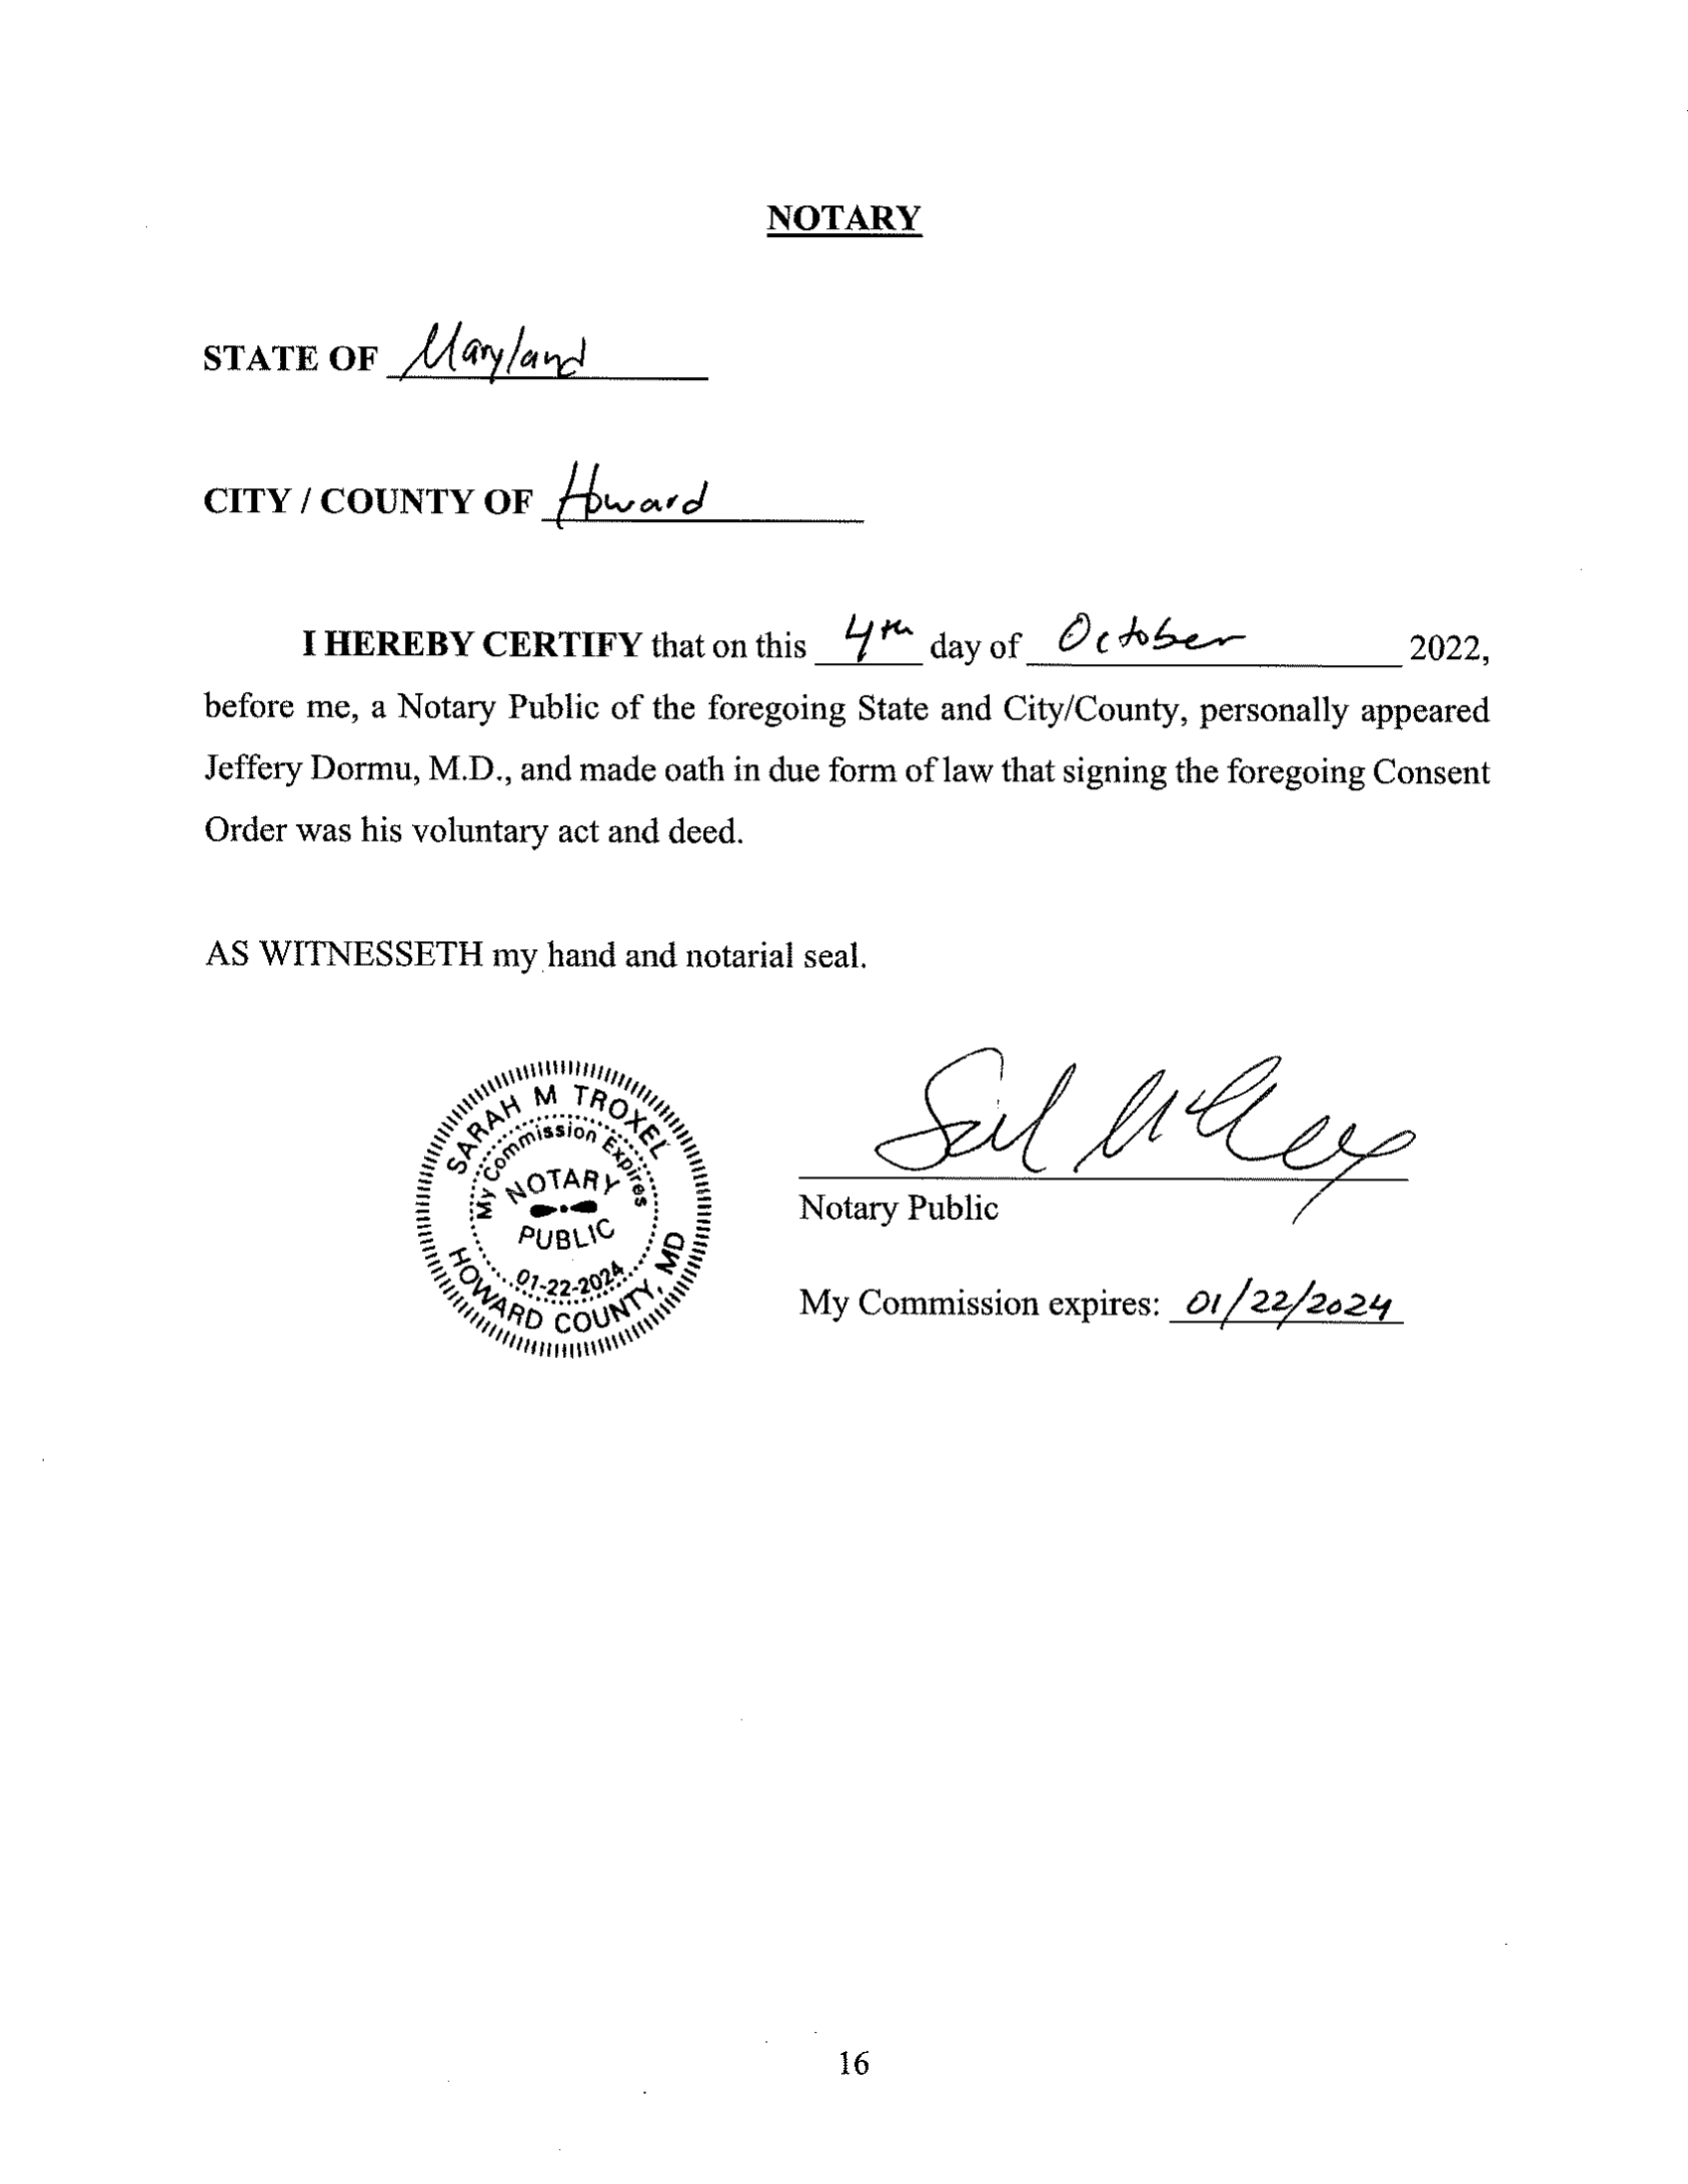 NOTARY
STATE OF Maryland
CITY / COUNTY OF Howard
I HEREBY CERTIFY that on this 4th day of October 2022,
before me, a Notary Public of the foregoing State and City/County, personally appeared
Jeffery Dormu, M.D., and made oath in due form of law that signing the foregoing Consent
Order was his voluntary act and deed.
AS WITNESSETH my hand and notarial seal.
SARAH M TROXEL
My Commission Expires
NOTARY
PUBLIC
01-22-2024
HOWARD COUNTY, MD
Notary Public
My Commission expires: 01/22/2024
16